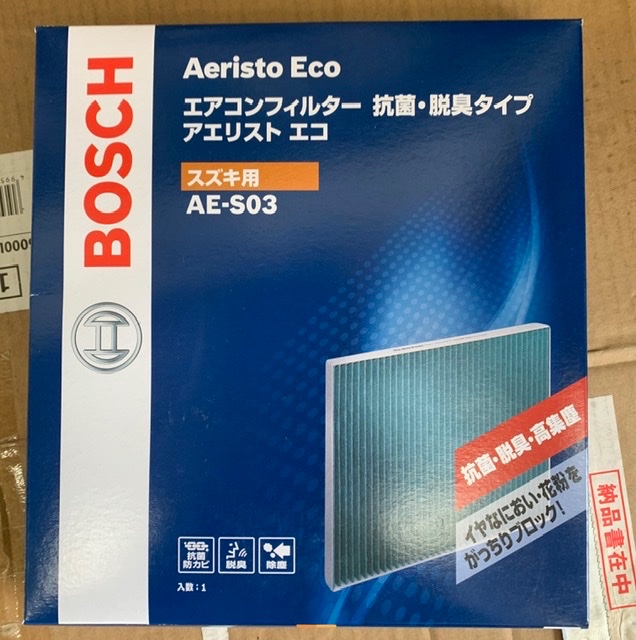 BOSCH
Aeristo Eco
エアコンフィルター 抗菌・脱臭タイプ
アエリスト エコ
スズキ用
AE-S03
抗菌・脱臭・高集塵
イヤなにおい・花粉を
がっちりブロック!
抗菌
防カビ
脱臭
除塵
入数:1
納品書在中